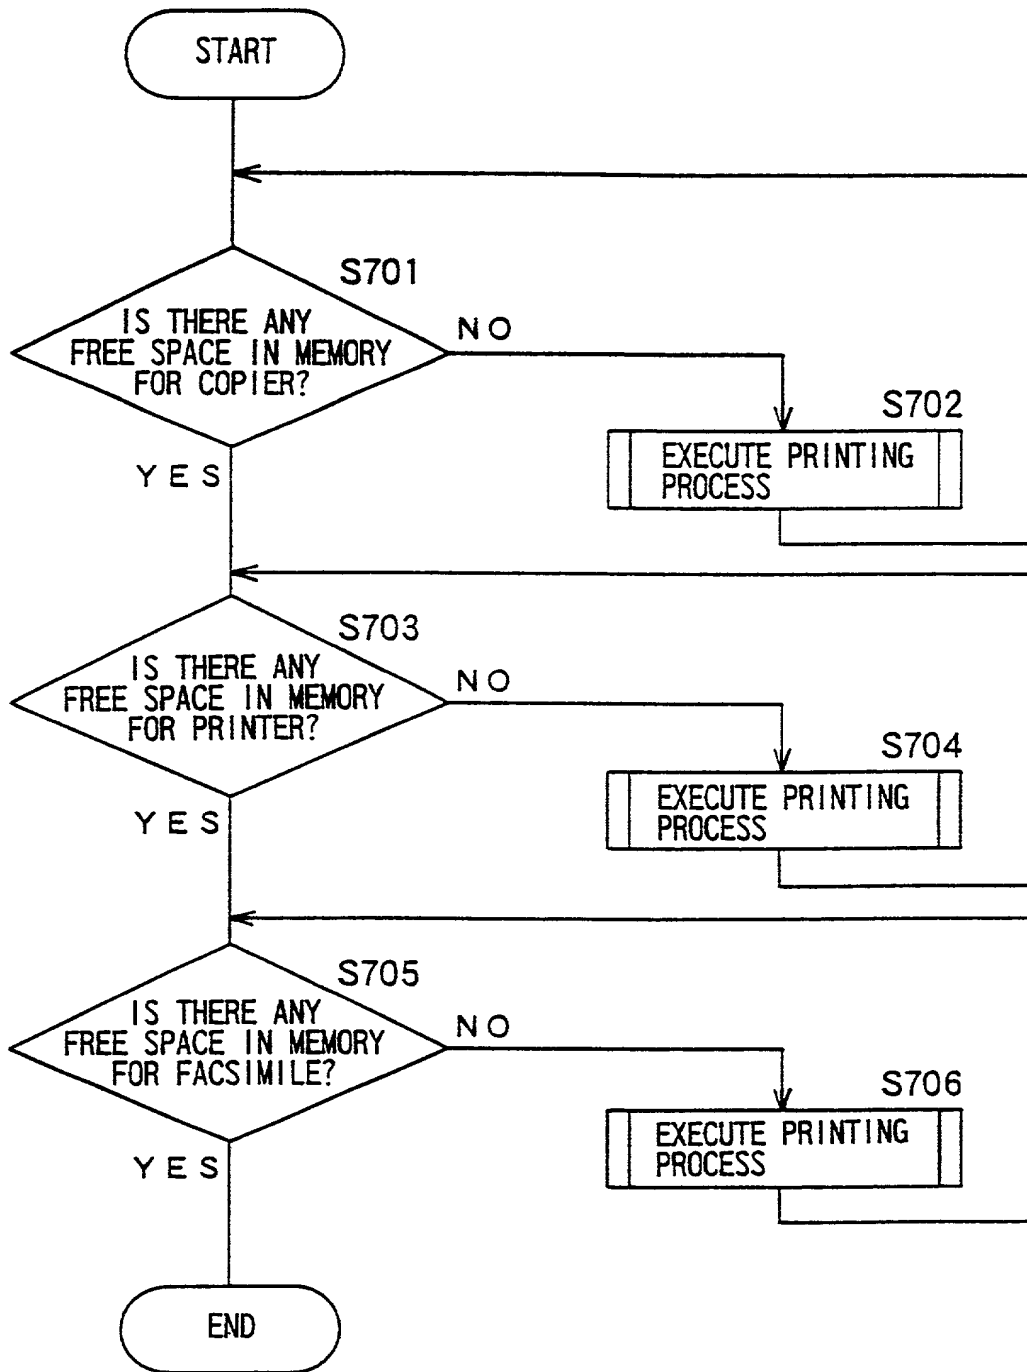 START
S701
IS THERE ANY
FREE SPACE IN MEMORY
FOR COPIER?
NO
S702
EXECUTE PRINTING
PROCESS
YES
S703
IS THERE ANY
FREE SPACE IN MEMORY
FOR PRINTER?
NO
S704
EXECUTE PRINTING
PROCESS
YES
S705
IS THERE ANY
FREE SPACE IN MEMORY
FOR FACSIMILE?
NO
S706
EXECUTE PRINTING
PROCESS
YES
END